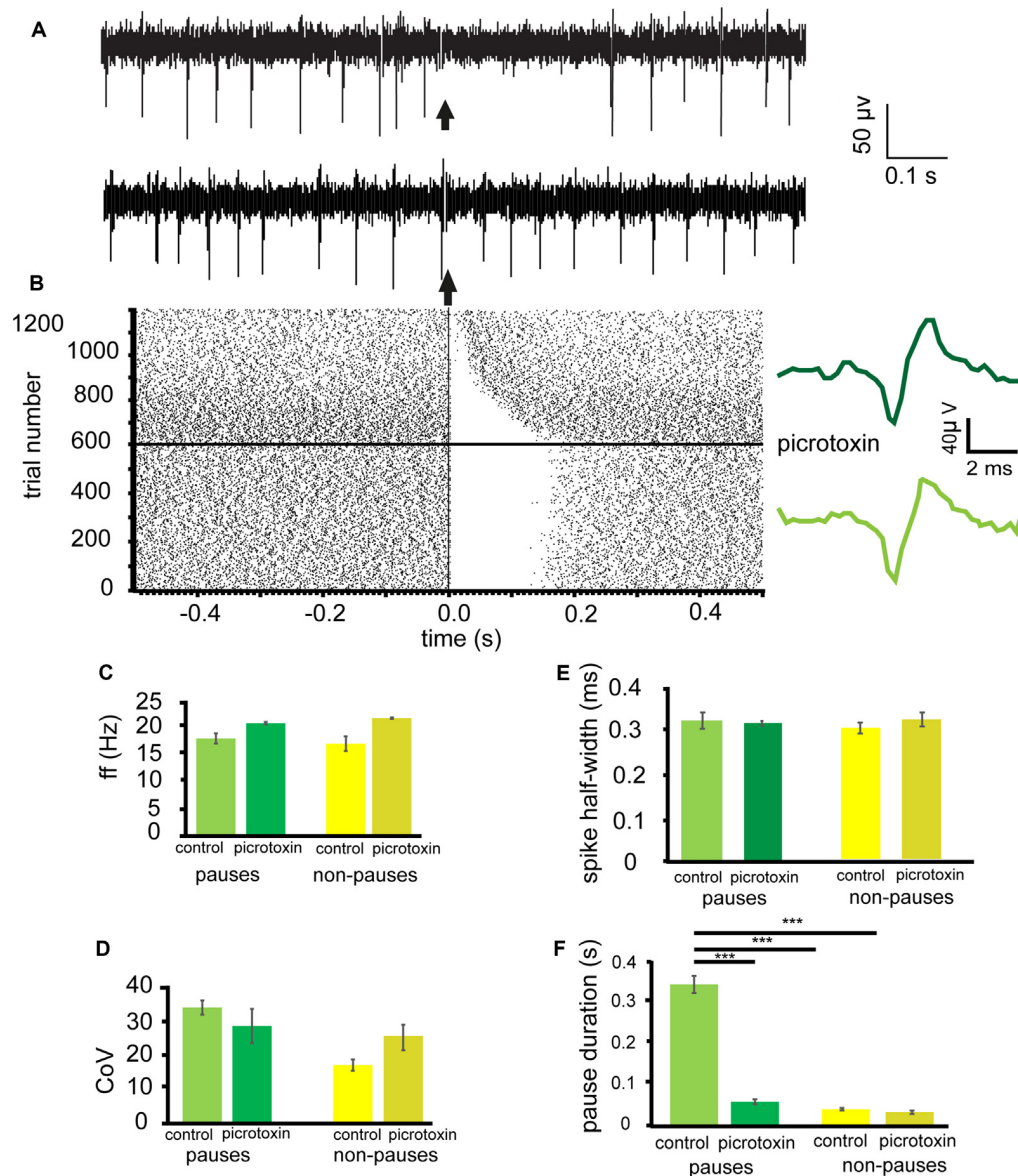 A
50 µv
0.1 s
B
1200
1000
800
600
400
200
0
trial number
-0.4
-0.2
0.0
0.2
0.4
time (s)
picrotoxin
40µ V
2 ms
C
25
20
15
10
5
0
ff (Hz)
control picrotoxin control picrotoxin
pauses non-pauses
E
0.4
0.3
0.2
0.1
0
spike half-width (ms)
control picrotoxin control picrotoxin
pauses non-pauses
D
40
30
20
10
0
CoV
control picrotoxin control picrotoxin
pauses non-pauses
F
***
***
***
0.4
0.3
0.2
0.1
0
pause duration (s)
control picrotoxin control picrotoxin
pauses non-pauses